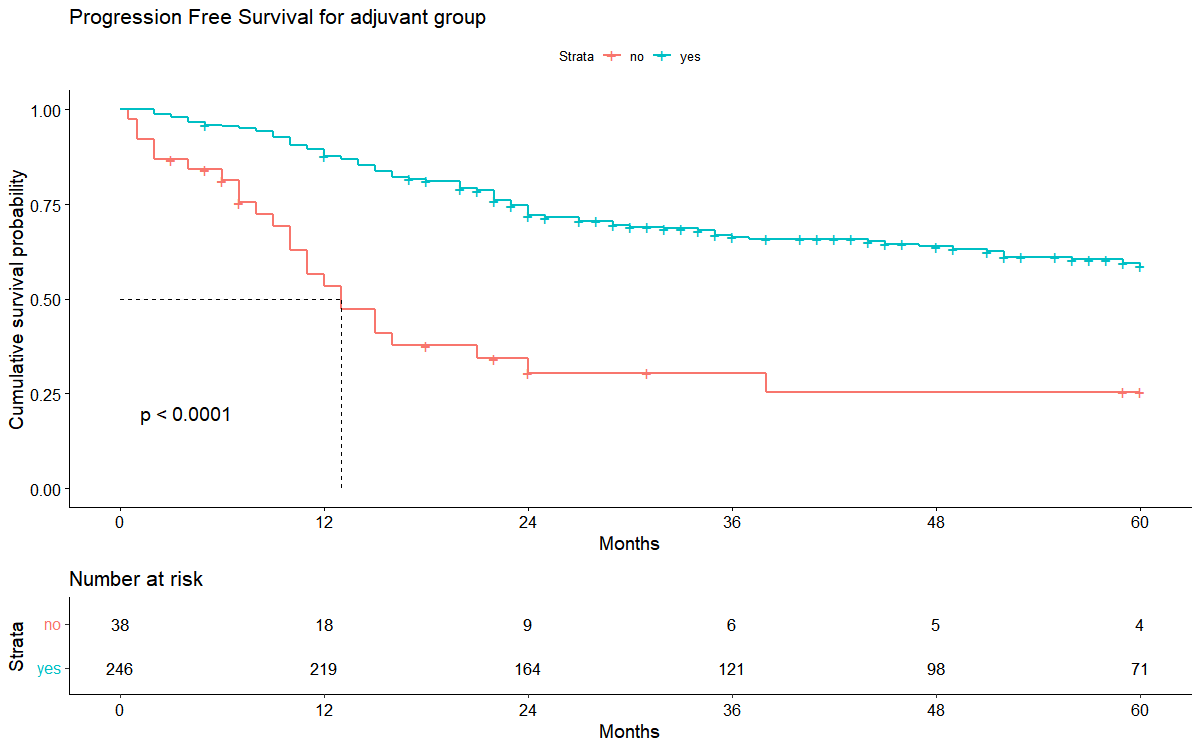 Progression Free Survival for adjuvant group
Strata no yes
Cumulative survival probability
1.00
0.75
0.50
0.25
0.00
p < 0.0001
0 12 24 36 48 60
Months
Number at risk
Strata
no 38 18 9 6 5 4
yes 246 219 164 121 98 71
0 12 24 36 48 60
Months